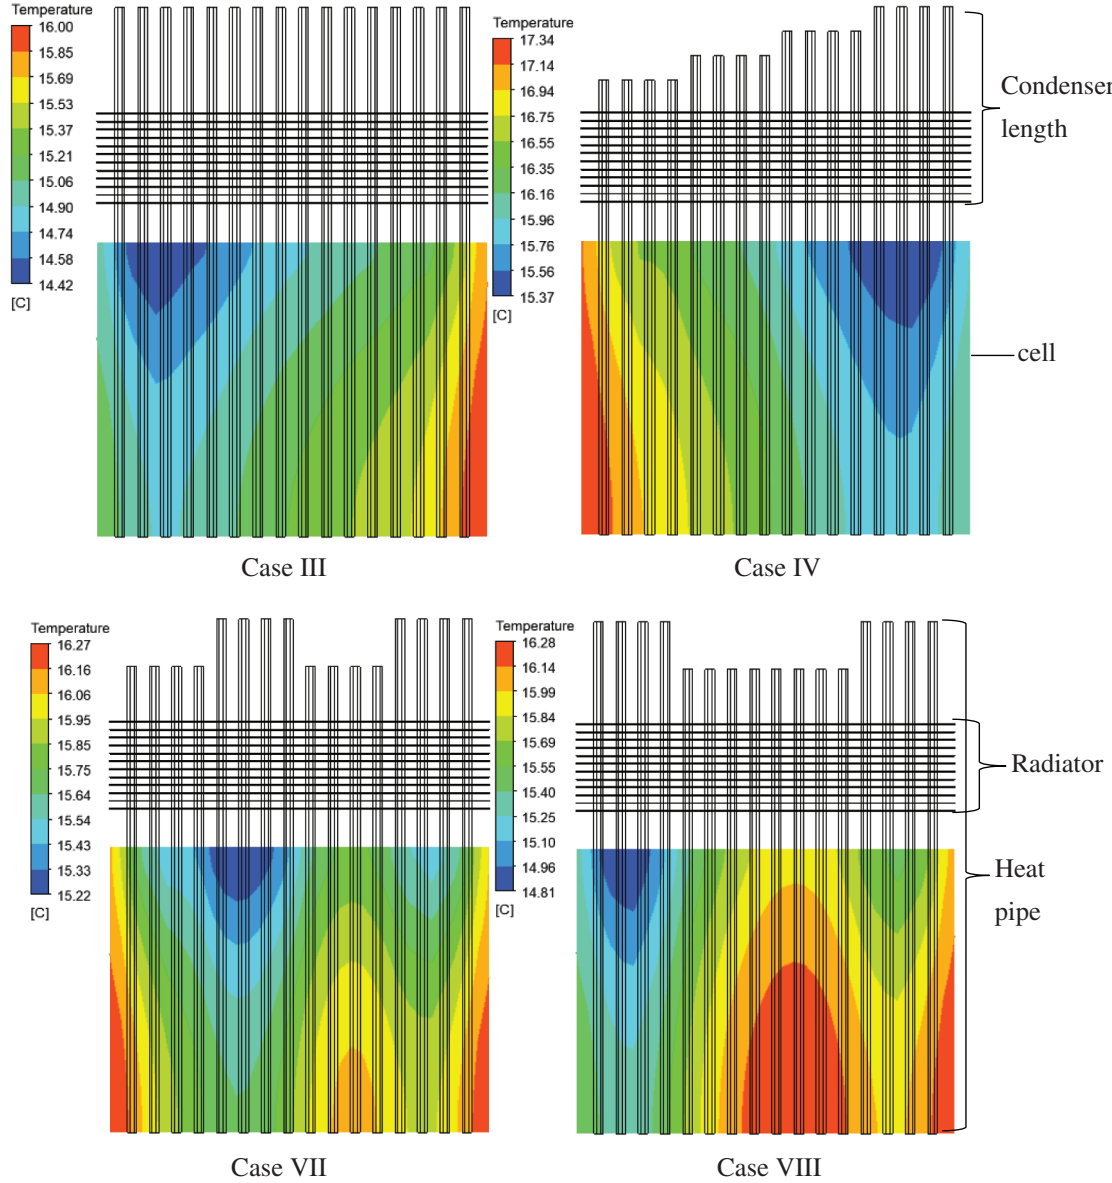 Temperature
16.00
15.85
15.69
15.53
15.37
15.21
15.06
14.90
14.74
14.58
14.42
[C]
Case III
Temperature
17.34
17.14
16.94
16.75
16.55
16.35
16.16
15.96
15.76
15.56
15.37
[C]
Case IV
Condenser
length
cell
Temperature
16.27
16.16
16.06
15.95
15.85
15.75
15.64
15.54
15.43
15.33
15.22
[C]
Case VII
Temperature
16.28
16.14
15.99
15.84
15.69
15.55
15.40
15.25
15.10
14.96
14.81
[C]
Case VIII
Radiator
Heat
pipe